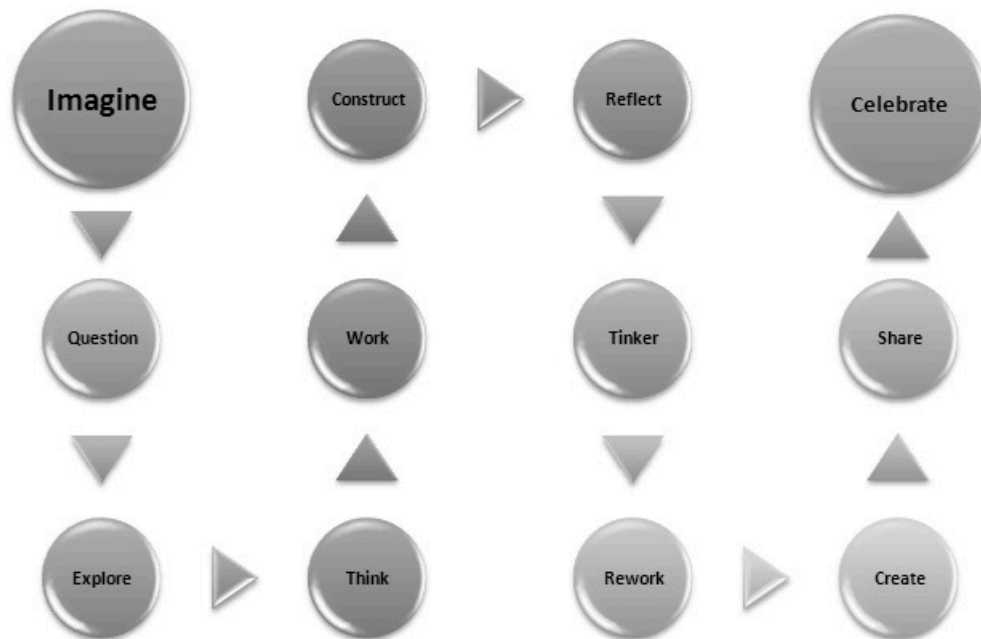 Imagine
Question
Explore
Think
Work
Construct
Reflect
Tinker
Rework
Create
Share
Celebrate